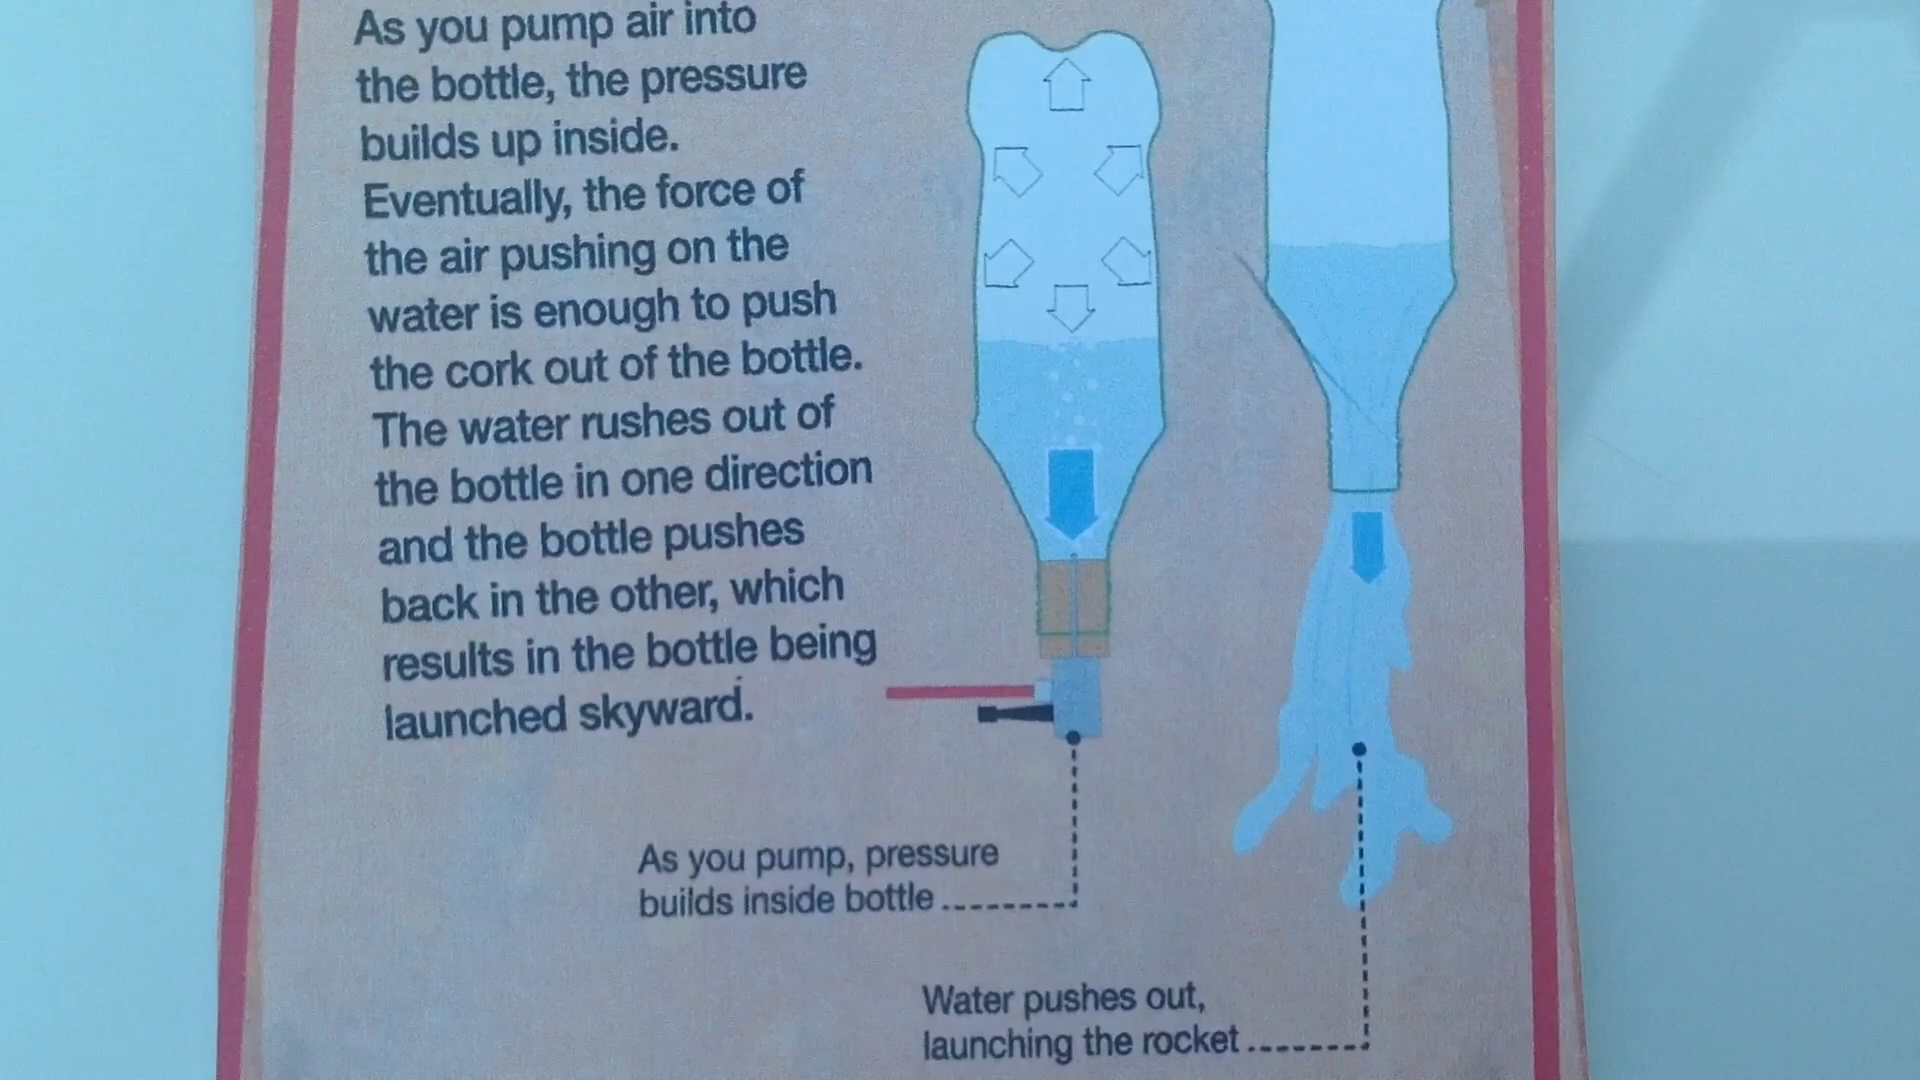 As you pump air into
the bottle, the pressure
builds up inside.
Eventually, the force of
the air pushing on the
water is enough to push
the cork out of the bottle.
The water rushes out of
the bottle in one direction
and the bottle pushes
back in the other, which
results in the bottle being
launched skyward.
As you pump, pressure
builds inside bottle
Water pushes out,
launching the rocket